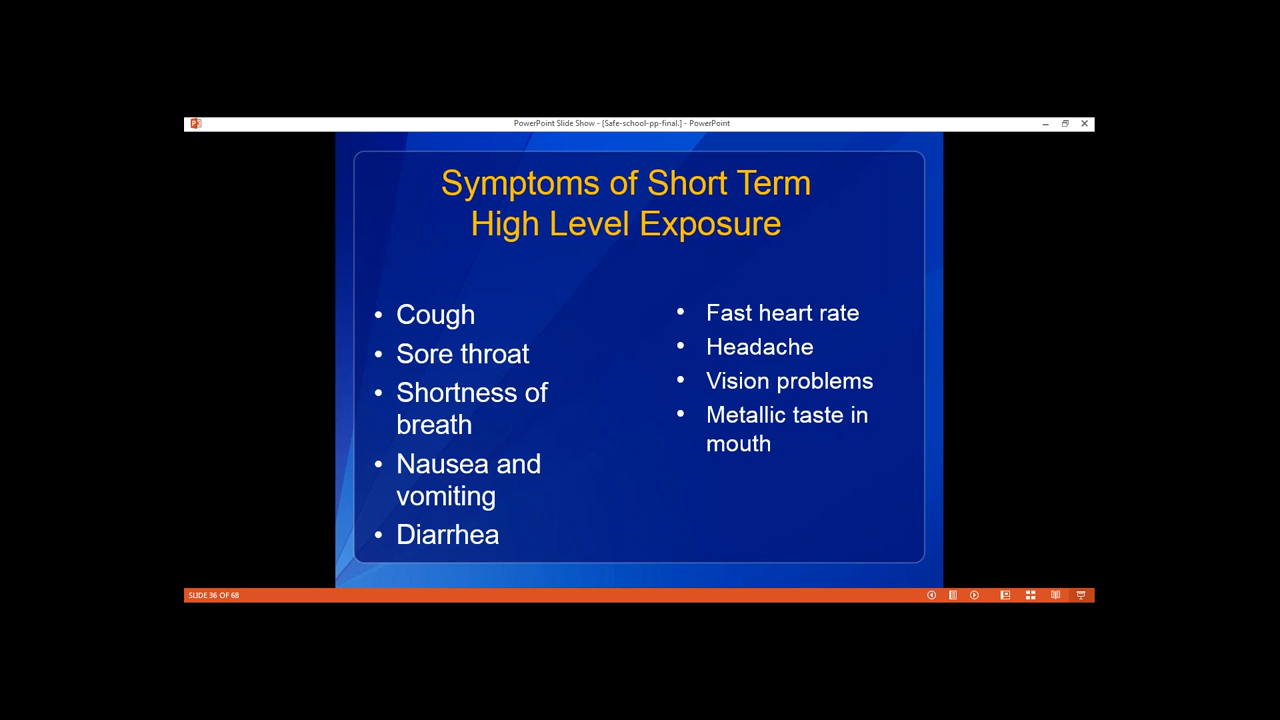 PowerPoint Slide Show - [Safe-school-pp-final.] - PowerPoint
Symptoms of Short Term
High Level Exposure
• Cough
• Sore throat
• Shortness of
breath
• Nausea and
vomiting
• Diarrhea
• Fast heart rate
• Headache
• Vision problems
• Metallic taste in
mouth
SLIDE 36 OF 68